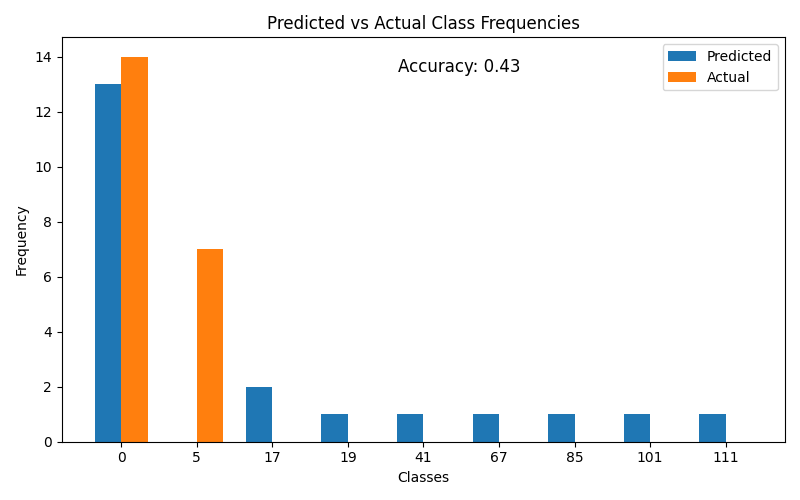 Predicted vs Actual Class Frequencies
Accuracy: 0.43
Predicted
Actual
14
12
10
8
6
4
2
0
Frequency
0 5 17 19 41 67 85 101 111
Classes